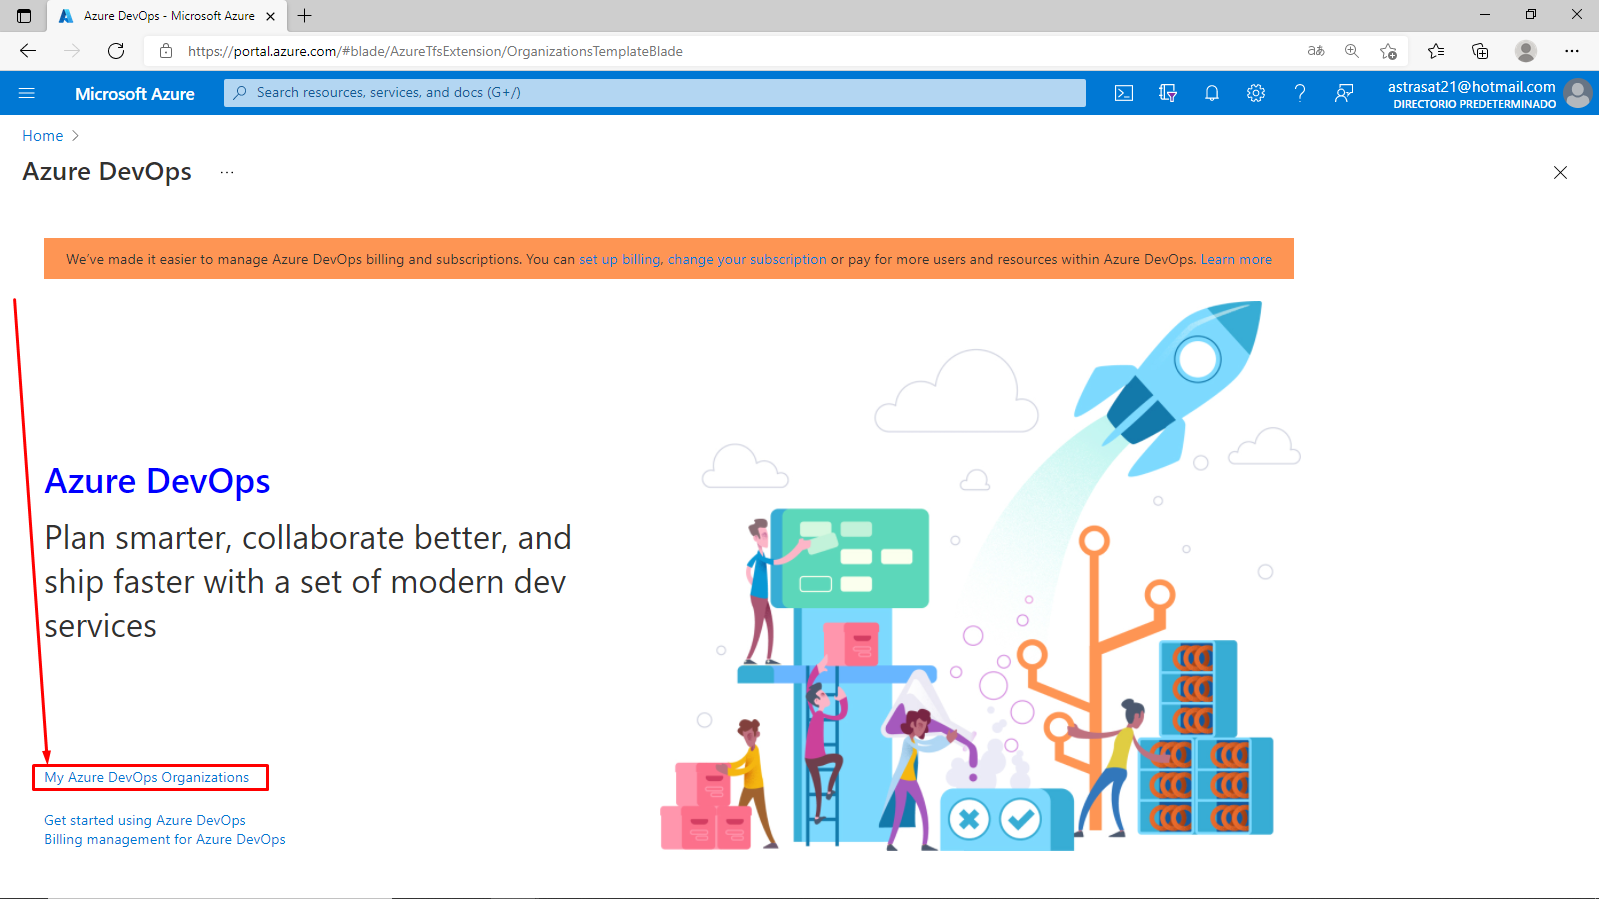 Azure DevOps - Microsoft Azure
https://portal.azure.com/#blade/AzureTfsExtension/OrganizationsTemplateBlade
aあ
Microsoft Azure
Search resources, services, and docs (G+/)
astrasat21@hotmail.com
DIRECTORIO PREDETERMINADO
Home
Azure DevOps
We've made it easier to manage Azure DevOps billing and subscriptions. You can set up billing, change your subscription or pay for more users and resources within Azure DevOps. Learn more
Azure DevOps
Plan smarter, collaborate better, and
ship faster with a set of modern dev
services
My Azure DevOps Organizations
Get started using Azure DevOps
Billing management for Azure DevOps